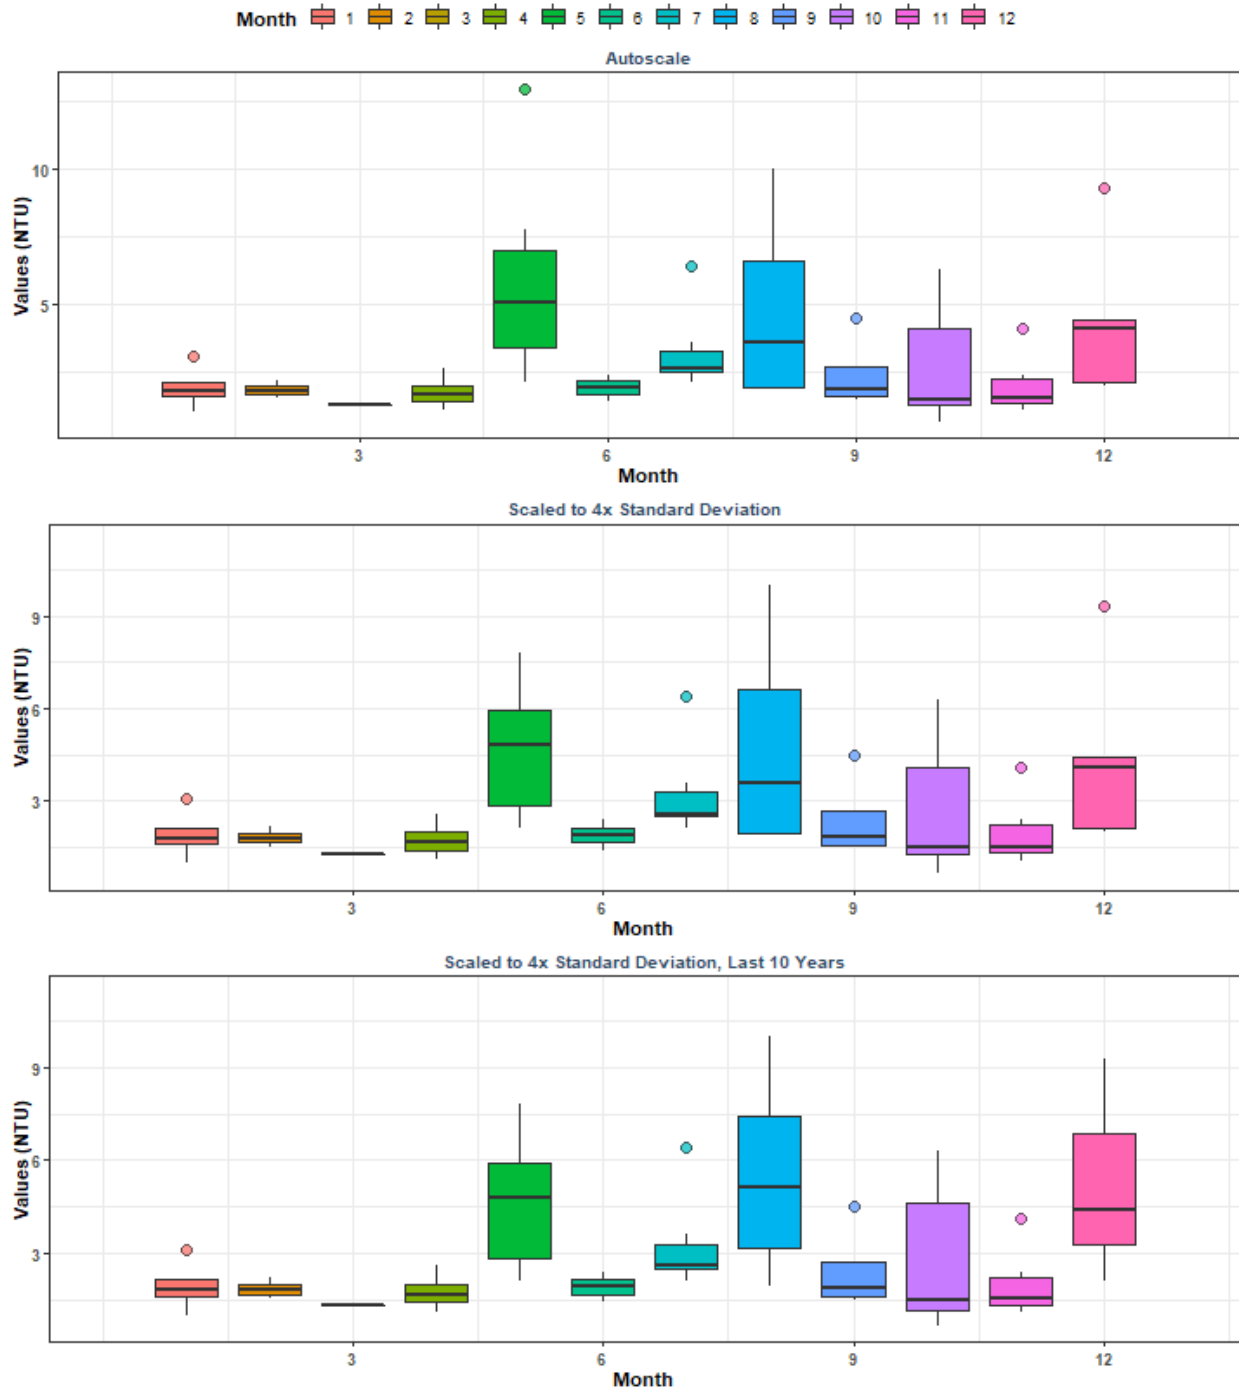 Month 1 2 3 4 5 6 7 8 9 10 11 12
Autoscale
Values (NTU)
10
5
3 6 9 12
Month
Scaled to 4x Standard Deviation
Values (NTU)
9
6
3
3 6 9 12
Month
Scaled to 4x Standard Deviation, Last 10 Years
Values (NTU)
9
6
3
3 6 9 12
Month